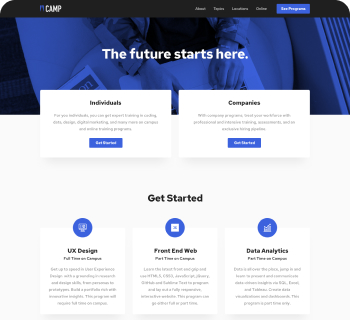 CAMP
About Topics Locations Online See Programs
The future starts here.
Individuals
For you individuals, you can get expert training in coding,
data, design, digital marketing, and many more on campus
and online training programs.
Get Started
Companies
With company programs, meet your workforce with
professional and intensive training, assessments, and an
exclusive hiring pipeline.
Get Started
Get Started
UX Design
Full Time on Campus
Get up to speed in User Experience
Design, with a grounding in research
and design skills, from personas to
prototypes. Build a portfolio rich with
innovative insights. This program will
require full time on campus.
Front End Web
Part Time on Campus
Learn the latest front-end grip and
use HTML5, CSS3, JavaScript, jQuery,
GitHub and Sublime Text to program
and lay out a fully responsive,
interactive website. This program can
go either full or part time.
Data Analytics
Part Time on Campus
Data is all over the place, jump in and
learn to present and communicate
data-driven insights via SQL, Excel,
and Tableau. Create data
visualizations and dashboards. This
program is part time only.